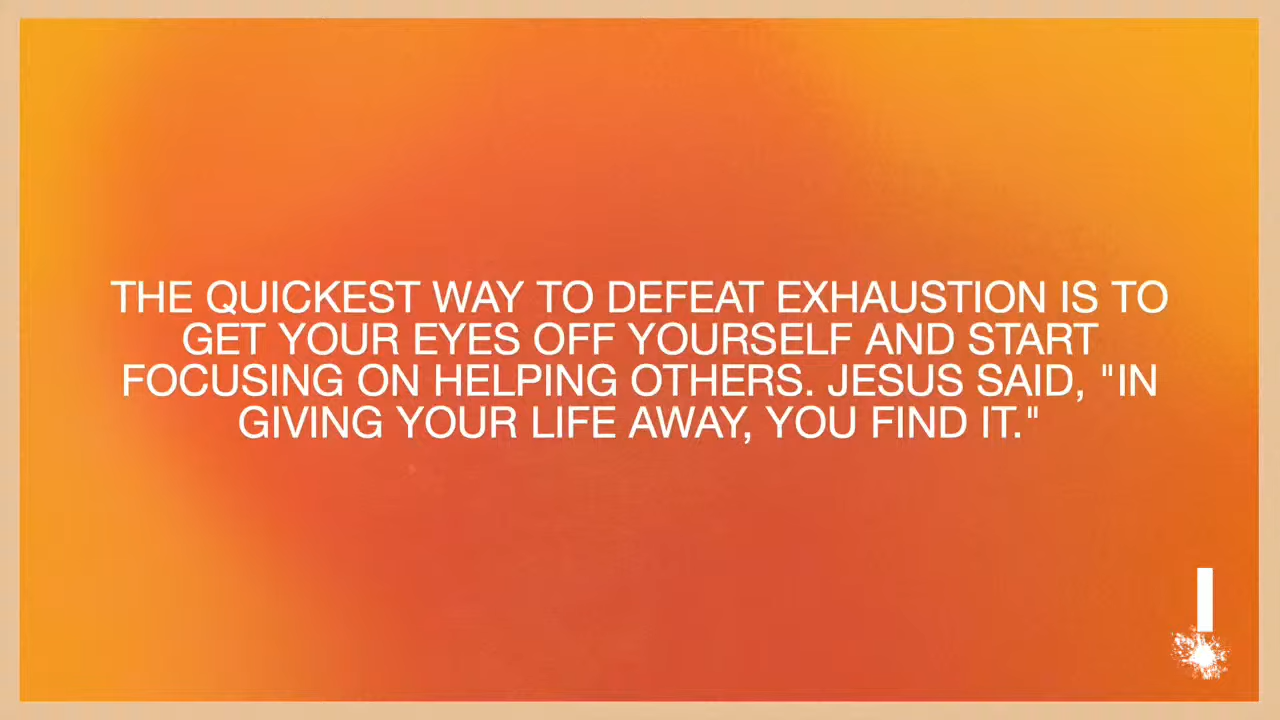 THE QUICKEST WAY TO DEFEAT EXHAUSTION IS TO
GET YOUR EYES OFF YOURSELF AND START
FOCUSING ON HELPING OTHERS. JESUS SAID, "IN
GIVING YOUR LIFE AWAY, YOU FIND IT."